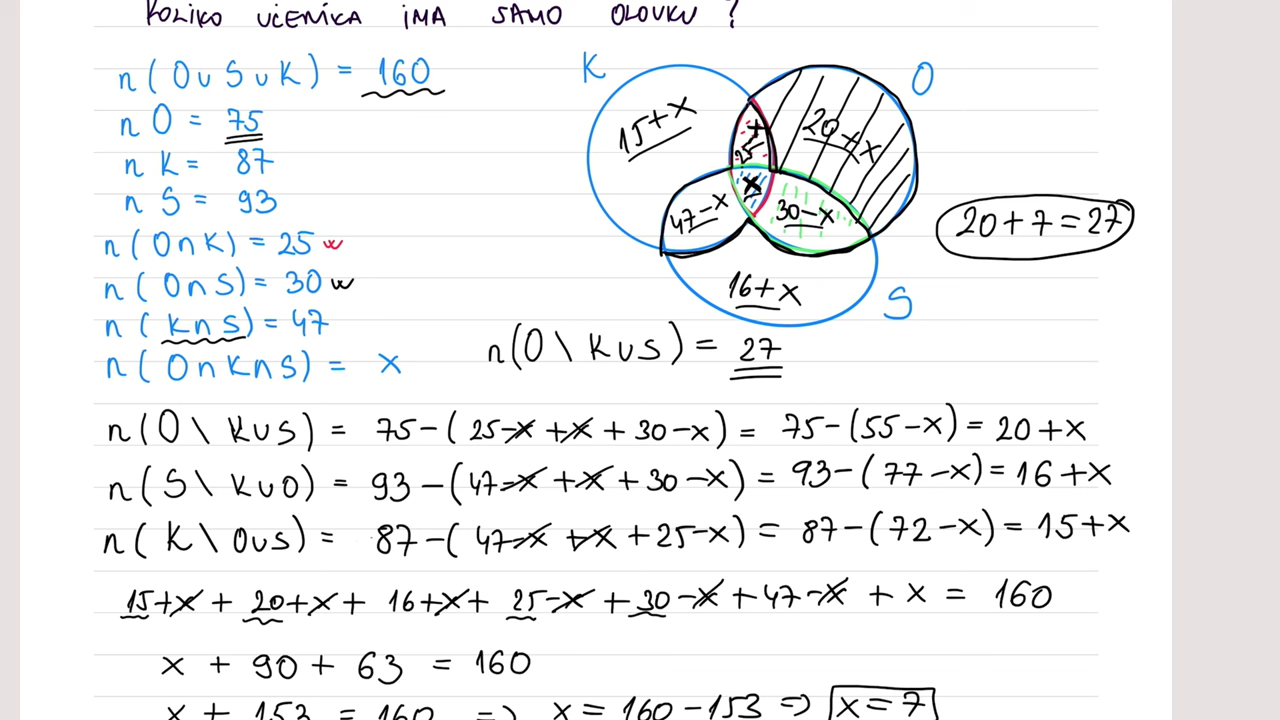 KOLIKO UČENIKA IMA SAMO OLOVKU ?
n(O∪S∪K) = 160
n O = 75
n K = 87
n S = 93
n(O∩K) = 25 w
n(O∩S) = 30 w
n(K∩S) = 47
n(O∩K∩S) = x
K
O
S
15+x
25-x
20+x
x
47-x
30-x
16+x
20+7=27
n(O\K∪S) = 27
n(O\K∪S) = 75-(25-x+x+30-x) = 75-(55-x) = 20+x
n(S\K∪O) = 93-(47-x+x+30-x) = 93-(77-x) = 16+x
n(K\O∪S) = 87-(47-x+x+25-x) = 87-(72-x) = 15+x
15+x + 20+x + 16+x + 25-x + 30-x + 47-x + x = 160
x + 90 + 63 = 160
x + 153 = 160 => x = 160-153 => x=7